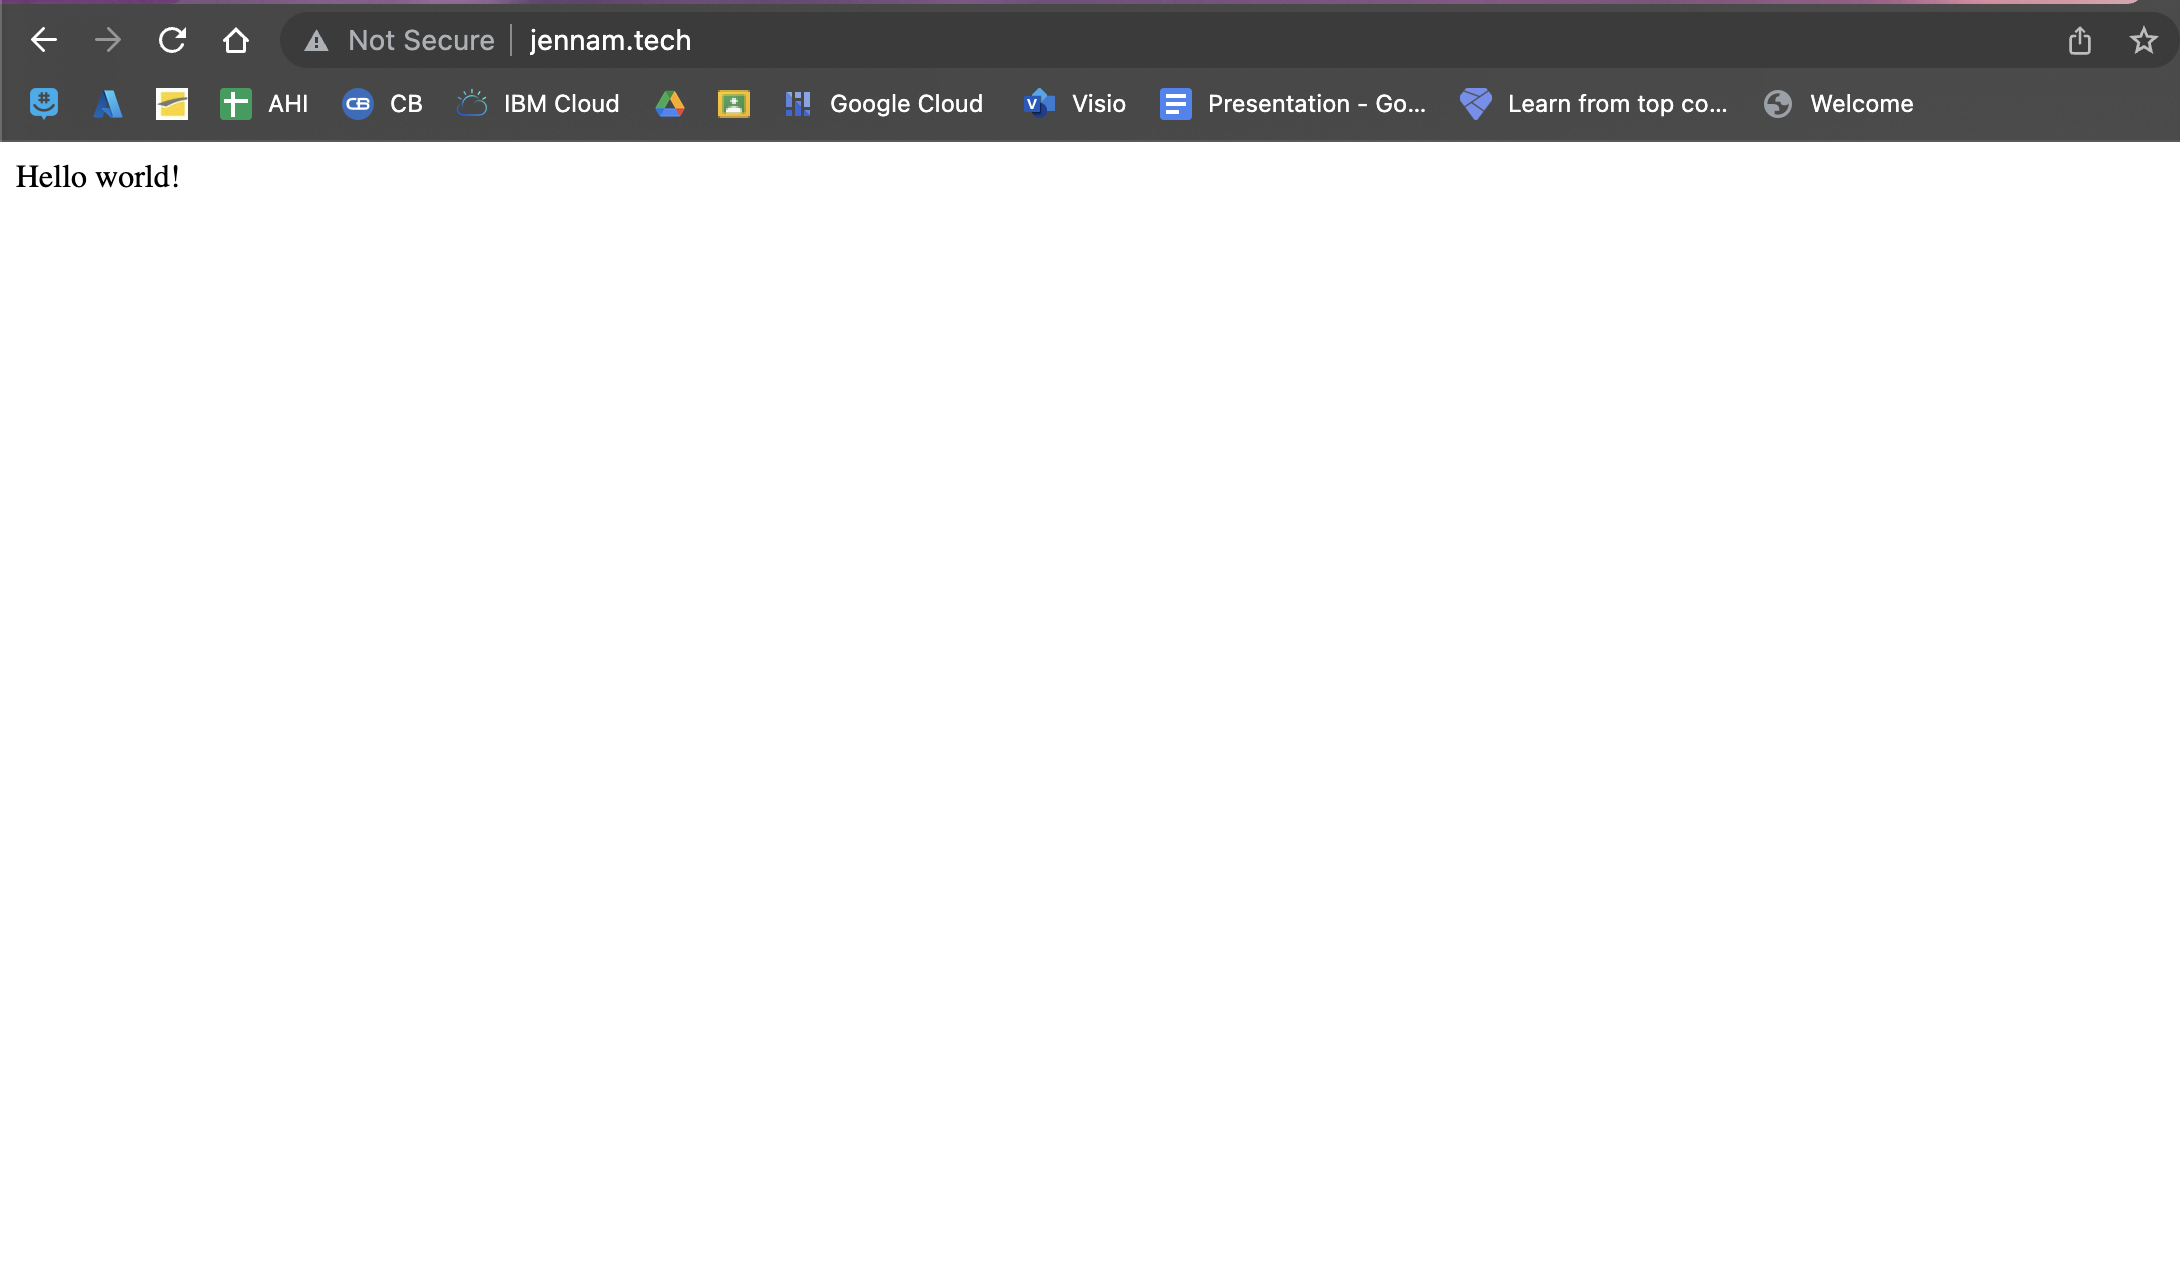 Not Secure jennam.tech
AHI CB IBM Cloud Google Cloud Visio Presentation - Go... Learn from top co... Welcome
Hello world!